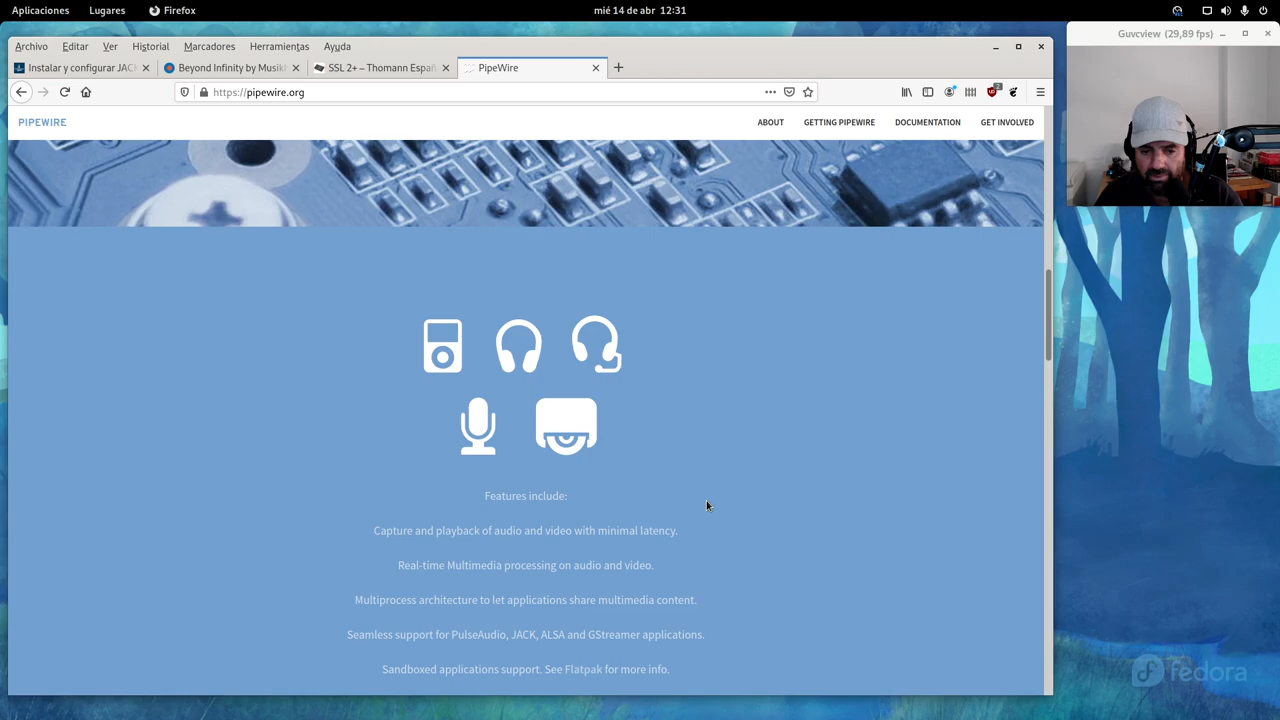 Aplicaciones Lugares Firefox mié 14 de abr 12:31
Guvcview (29,89 fps)
Archivo Editar Ver Historial Marcadores Herramientas Ayuda
Instalar y configurar JACK Beyond Infinity by Musikh SSL 2+ – Thomann Españ PipeWire
https://pipewire.org
2
PIPEWIRE ABOUT GETTING PIPEWIRE DOCUMENTATION GET INVOLVED
Features include:
Capture and playback of audio and video with minimal latency.
Real-time Multimedia processing on audio and video.
Multiprocess architecture to let applications share multimedia content.
Seamless support for PulseAudio, JACK, ALSA and GStreamer applications.
Sandboxed applications support. See Flatpak for more info.
fedora